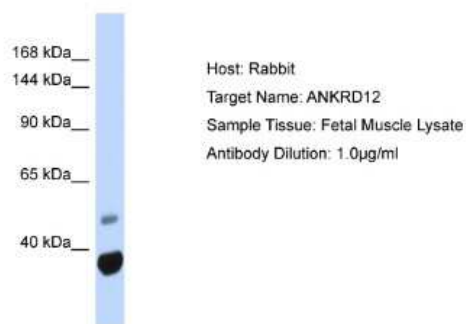 168 kDa__
144 kDa__
90 kDa__
65 kDa__
40 kDa__
Host: Rabbit
Target Name: ANKRD12
Sample Tissue: Fetal Muscle Lysate
Antibody Dilution: 1.0µg/ml